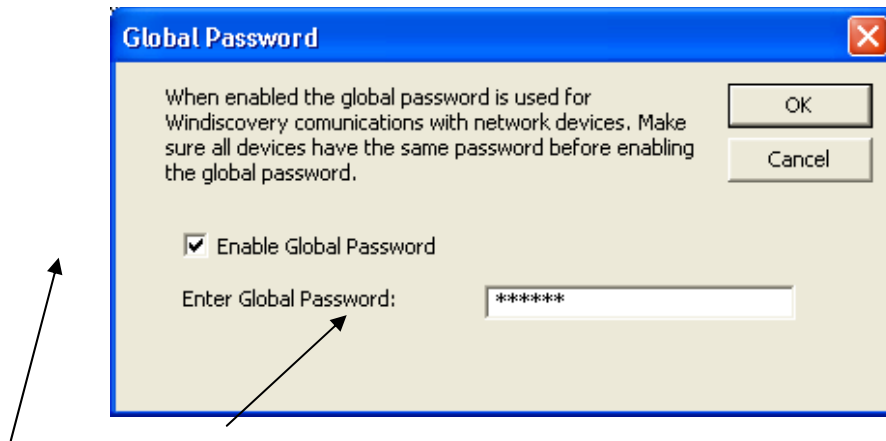 Global Password
When enabled the global password is used for
Windiscovery comunications with network devices. Make
sure all devices have the same password before enabling
the global password.
OK
Cancel
Enable Global Password
Enter Global Password:
******